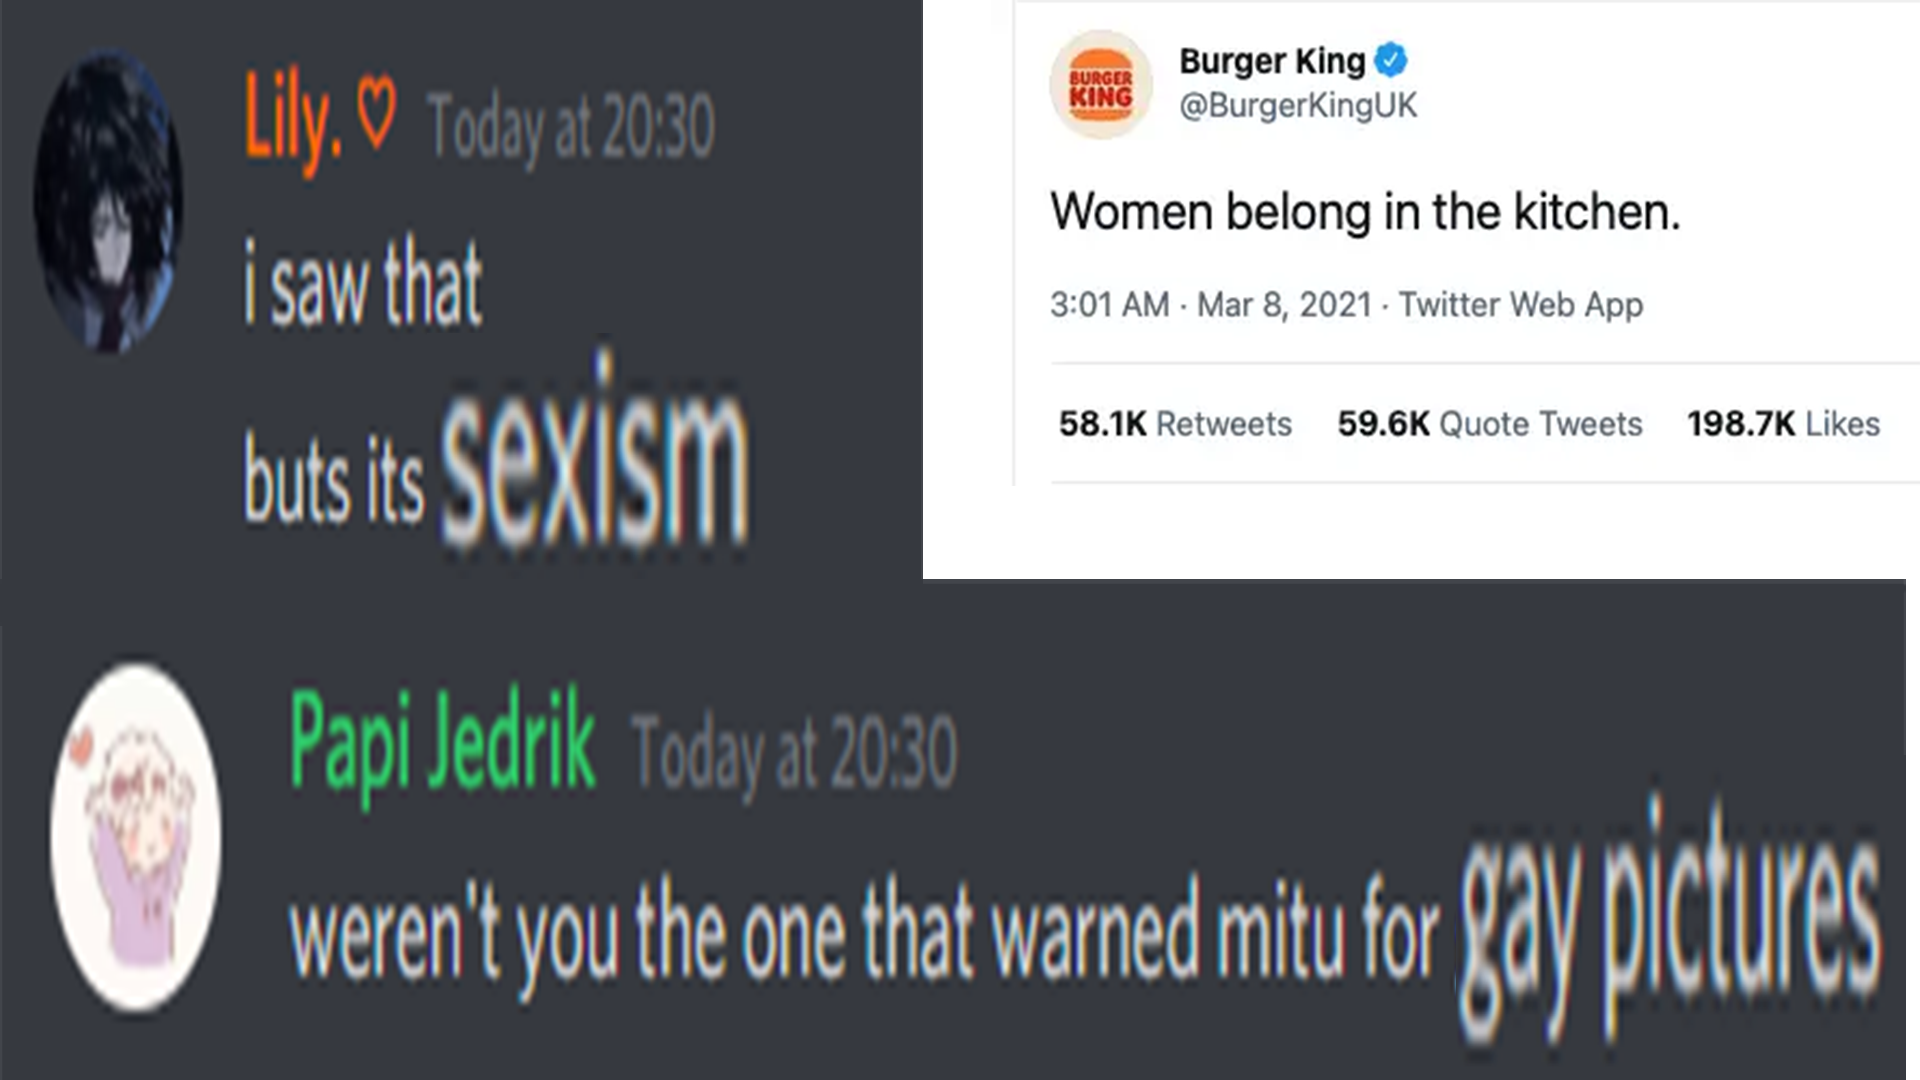 Lily. ♡ Today at 20:30
i saw that
buts its sexism
BURGER
KING
Burger King
@BurgerKingUK
Women belong in the kitchen.
3:01 AM · Mar 8, 2021 · Twitter Web App
58.1K Retweets 59.6K Quote Tweets 198.7K Likes
Papi Jedrik Today at 20:30
weren't you the one that warned mitu for gay pictures